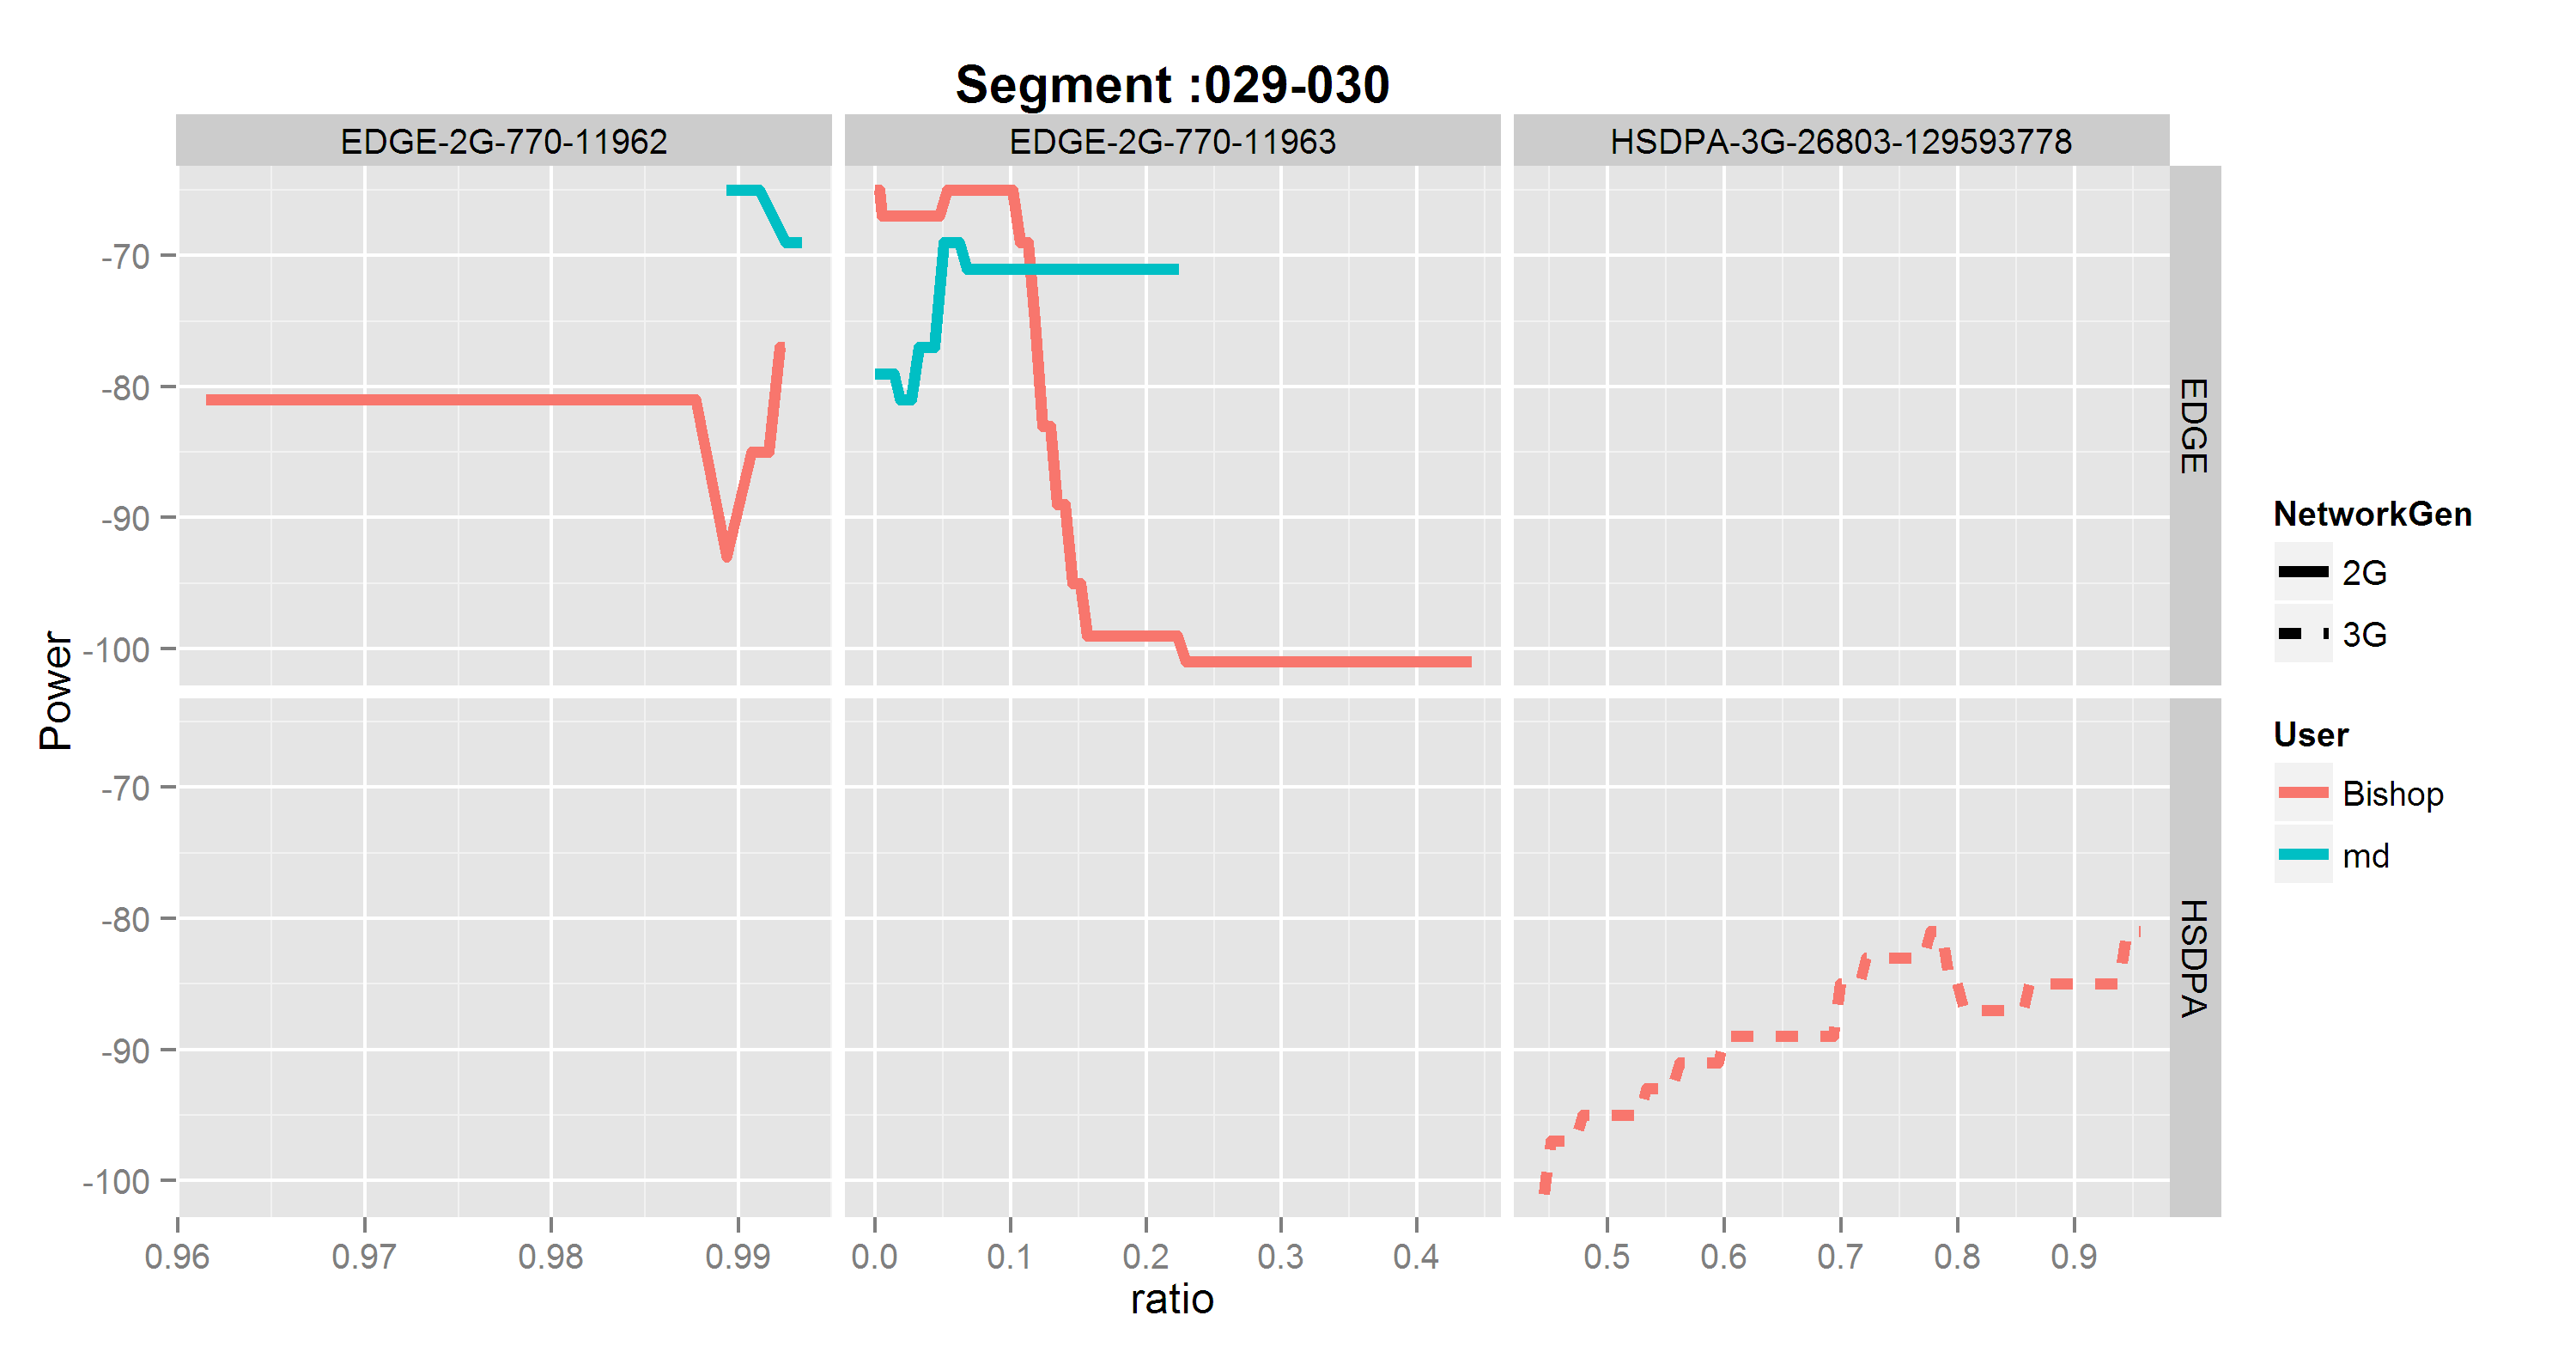 Segment :029-030
EDGE-2G-770-11962
EDGE-2G-770-11963
HSDPA-3G-26803-129593778
-70
-80
-90
-100
EDGE
-70
-80
-90
-100
HSDPA
Power
0.96
0.97
0.98
0.99
0.0
0.1
0.2
0.3
0.4
0.5
0.6
0.7
0.8
0.9
ratio
NetworkGen
2G
3G
User
Bishop
md